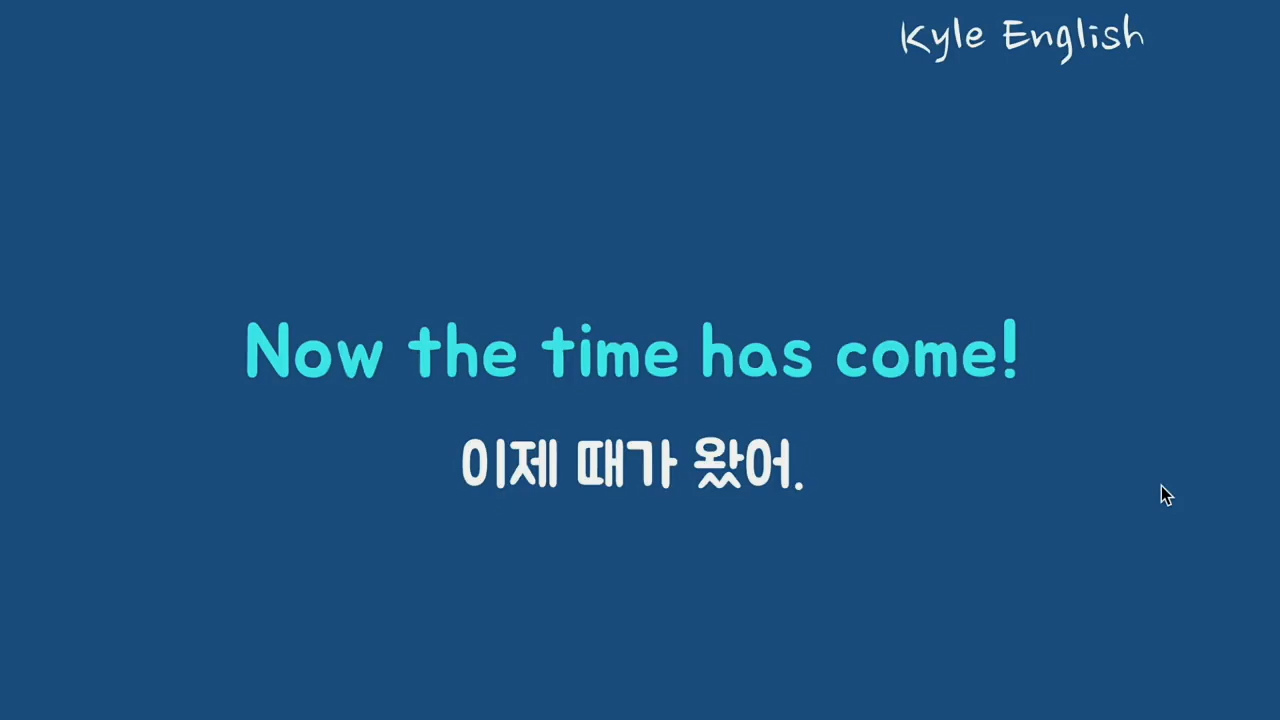 Kyle English
Now the time has come!
이제 때가 왔어.